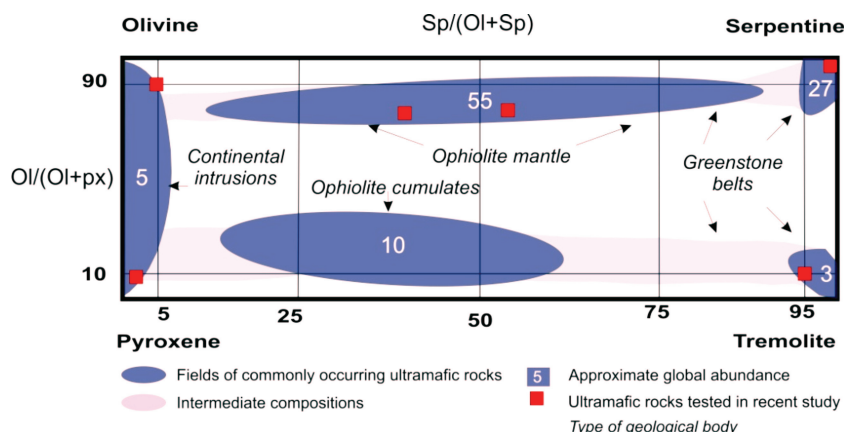 Olivine Sp/(Ol+Sp) Serpentine
90
55
27
Continental
intrusions
Ophiolite mantle
Greenstone
belts
Ol/(Ol+px)
5
Ophiolite cumulates
10
10
3
5 25 50 75 95
Pyroxene Tremolite
Fields of commonly occurring ultramafic rocks
5 Approximate global abundance
Intermediate compositions
Ultramafic rocks tested in recent study
Type of geological body